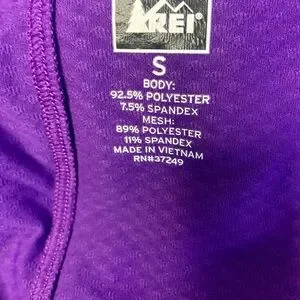 REI®
S
BODY:
92.5% POLYESTER
7.5% SPANDEX
MESH:
89% POLYESTER
11% SPANDEX
MADE IN VIETNAM
RN#37249